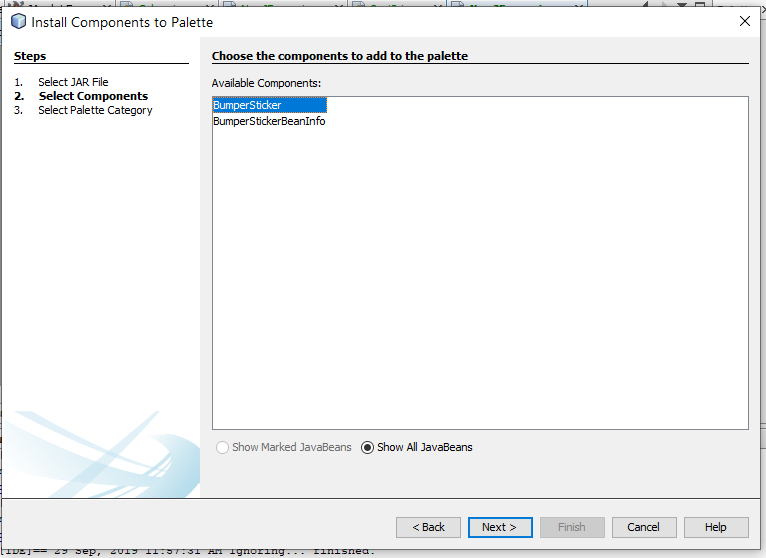 Install Components to Palette
Steps
1. Select JAR File
2. Select Components
3. Select Palette Category
Choose the components to add to the palette
Available Components:
BumperSticker
BumperStickerBeanInfo
Show Marked JavaBeans
Show All JavaBeans
< Back
Next >
Finish
Cancel
Help
[IDE]== 29 Sep, 2019 11:57:31 AM Ignoring... finished.